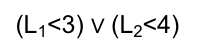 (L₁<3) ∨ (L₂<4)